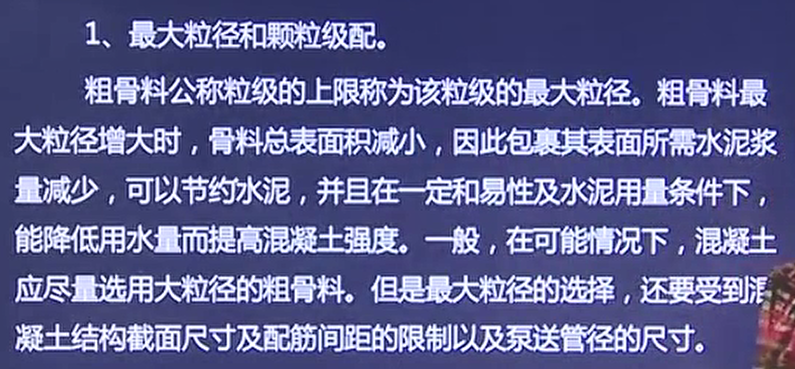 1、最大粒径和颗粒级配。
粗骨料公称粒级的上限称为该粒级的最大粒径。粗骨料最
大粒径增大时，骨料总表面积减小，因此包裹其表面所需水泥浆
量减少，可以节约水泥，并且在一定和易性及水泥用量条件下，
能降低用水量而提高混凝土强度。一般，在可能情况下，混凝土
应尽量选用大粒径的粗骨料。但是最大粒径的选择，还要受到混
凝土结构截面尺寸及配筋间距的限制以及泵送管径的尺寸。